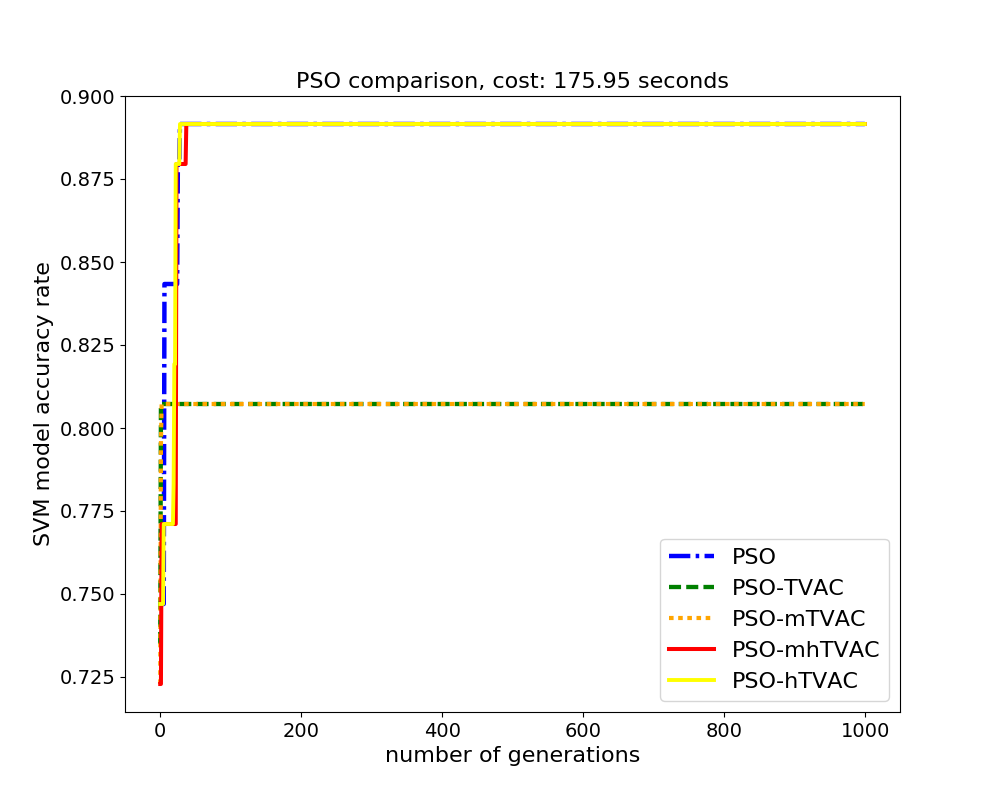 PSO comparison, cost: 175.95 seconds
0.900
0.875
0.850
0.825
0.800
0.775
0.750
0.725
SVM model accuracy rate
PSO
PSO-TVAC
PSO-mTVAC
PSO-mhTVAC
PSO-hTVAC
0 200 400 600 800 1000
number of generations